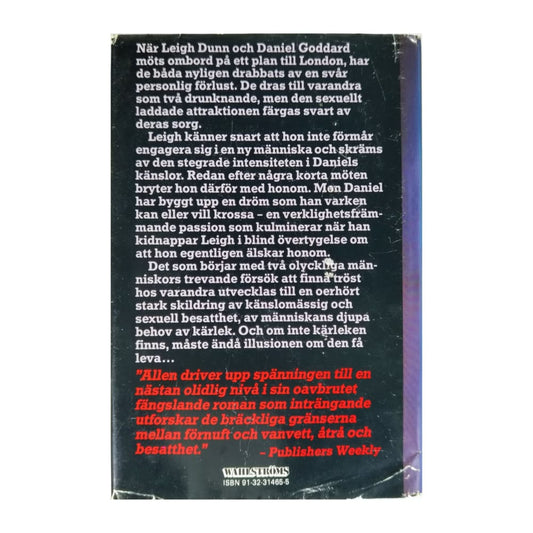 När Leigh Dunn och Daniel Goddard
möts ombord på ett plan till London, har
de båda nyligen drabbats av en svår
personlig förlust. De dras till varandra
som två drunknande, men den sexuellt
laddade attraktionen färgas svart av
deras sorg.
Leigh känner snart att hon inte förmår
engagera sig i en ny människa och skräms
av den stegrade intensiteten i Daniels
känslor. Redan efter några korta möten
bryter hon därför med honom. Men Daniel
har byggt upp en dröm som han varken
kan eller vill krossa – en verklighetsfräm-
mande passion som kulminerar när han
kidnappar Leigh i blind övertygelse om
att hon egentligen älskar honom.
Det som börjar med två olyckliga män-
niskors trevande försök att finna tröst
hos varandra utvecklas till en oerhört
stark skildring av känslomässig och
sexuell besatthet, av människans djupa
behov av kärlek. Och om inte kärleken
finns, måste ändå illusionen om den få
leva...
"Allen driver upp spänningen till en
nästan olidlig nivå i sin oavbrutet
fängslande roman som inträngande
utforskar de bräckliga gränserna
mellan förnuft och vanvett, åtrå och
besatthet." – Publishers Weekly
WAHLSTRÖMS
ISBN 91-32-31465-5